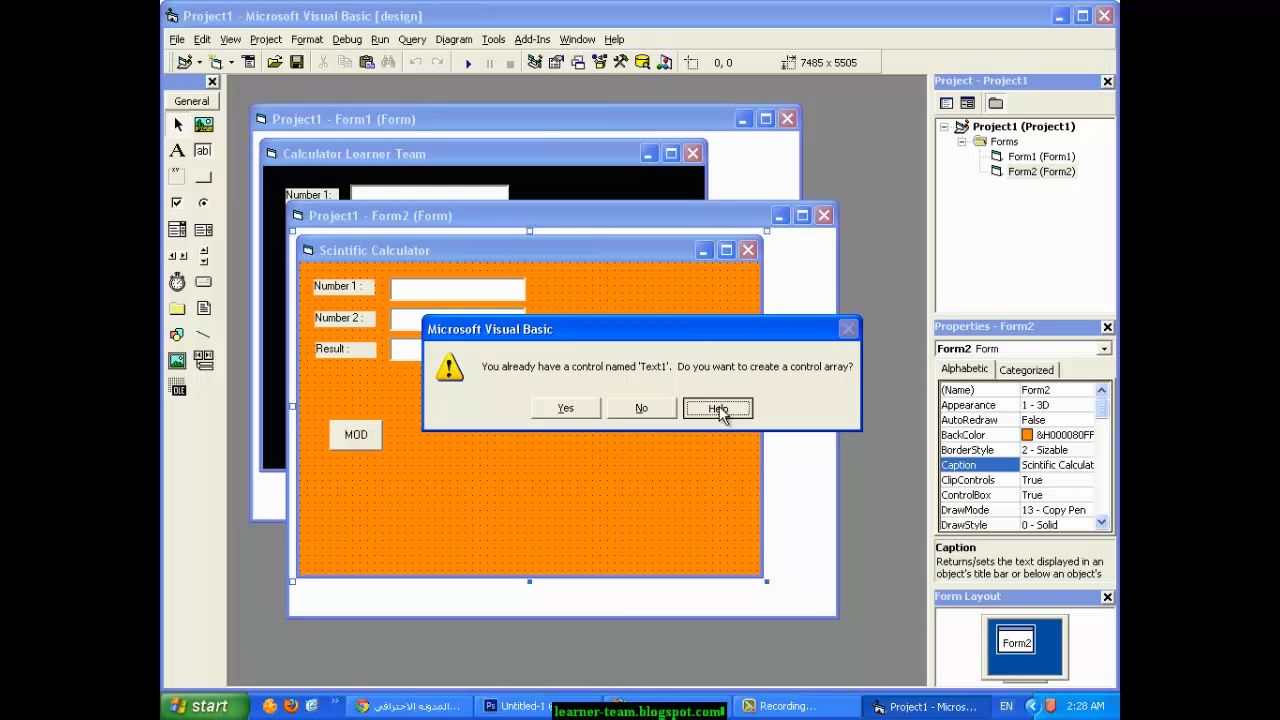 Project1 - Microsoft Visual Basic [design]
File Edit View Project Format Debug Run Query Diagram Tools Add-Ins Window Help
0, 0
7485 x 5505
General
Project1 - Form1 (Form)
Calculator Learner Team
Number 1:
Project1 - Form2 (Form)
Scintific Calculator
Number 1 :
Number 2 :
Result :
MOD
Microsoft Visual Basic
You already have a control named 'Text1'. Do you want to create a control array?
Yes No Help
Project - Project1
Project1 (Project1)
Forms
Form1 (Form1)
Form2 (Form2)
Properties - Form2
Form2 Form
Alphabetic Categorized
(Name) Form2
Appearance 1 - 3D
AutoRedraw False
BackColor &H000080FF
BorderStyle 2 - Sizable
Caption Scintific Calculat
ClipControls True
ControlBox True
DrawMode 13 - Copy Pen
DrawStyle 0 - Solid
Caption
Returns/sets the text displayed in an
object's title bar or below an object's
Form Layout
Form2
start
المدونه الاحترافي...
Untitled-1
Recording...
Project1 - Micros...
EN
2:28 AM
learner-team.blogspot.com